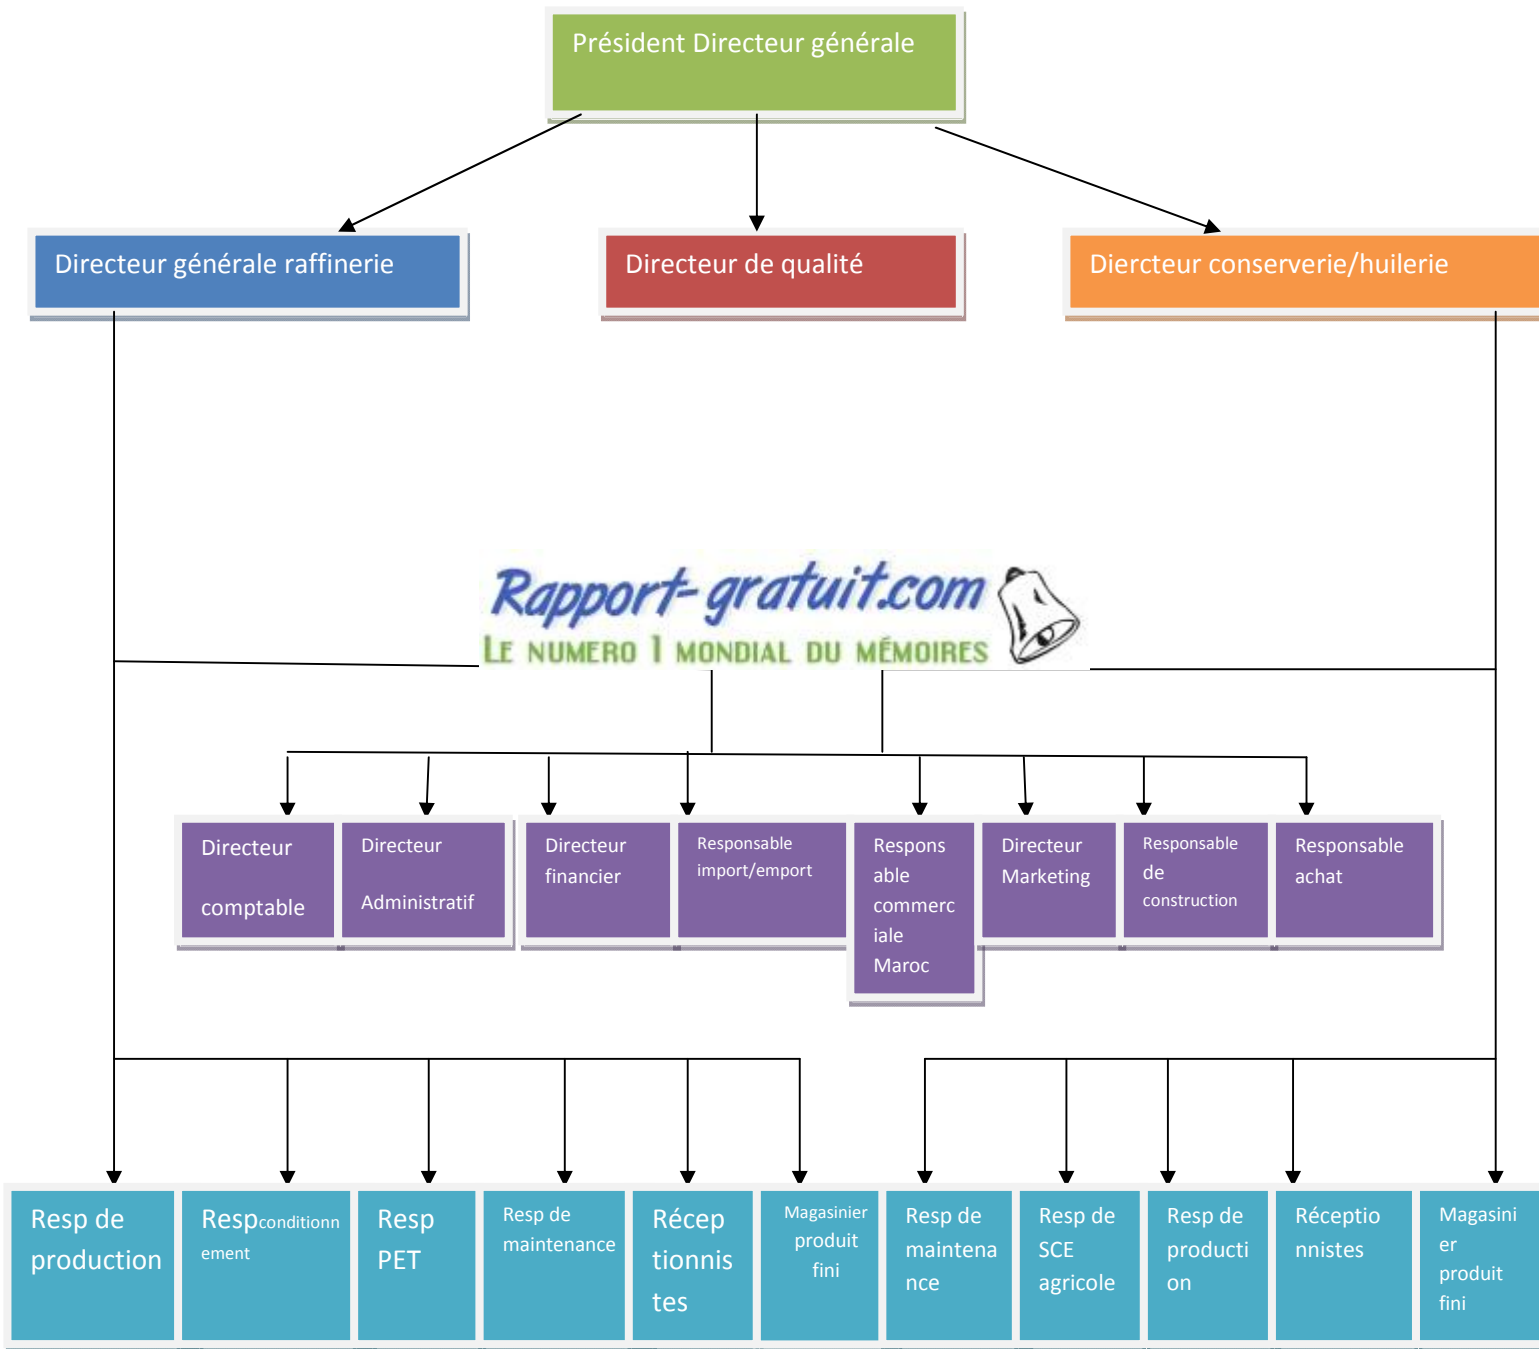 Président Directeur générale
Directeur générale raffinerie
Directeur de qualité
Diercteur conserverie/huilerie
Rapport-gratuit.com
LE NUMERO 1 MONDIAL DU MÉMOIRES
Directeur
comptable
Directeur
Administratif
Directeur
financier
Responsable
import/emport
Respons
able
commerc
iale
Maroc
Directeur
Marketing
Responsable
de
construction
Responsable
achat
Resp de
production
Respconditionn
ement
Resp
PET
Resp de
maintenance
Récep
tionnis
tes
Magasinier
produit
fini
Resp de
maintena
nce
Resp de
SCE
agricole
Resp de
producti
on
Réceptio
nnistes
Magasini
er
produit
fini